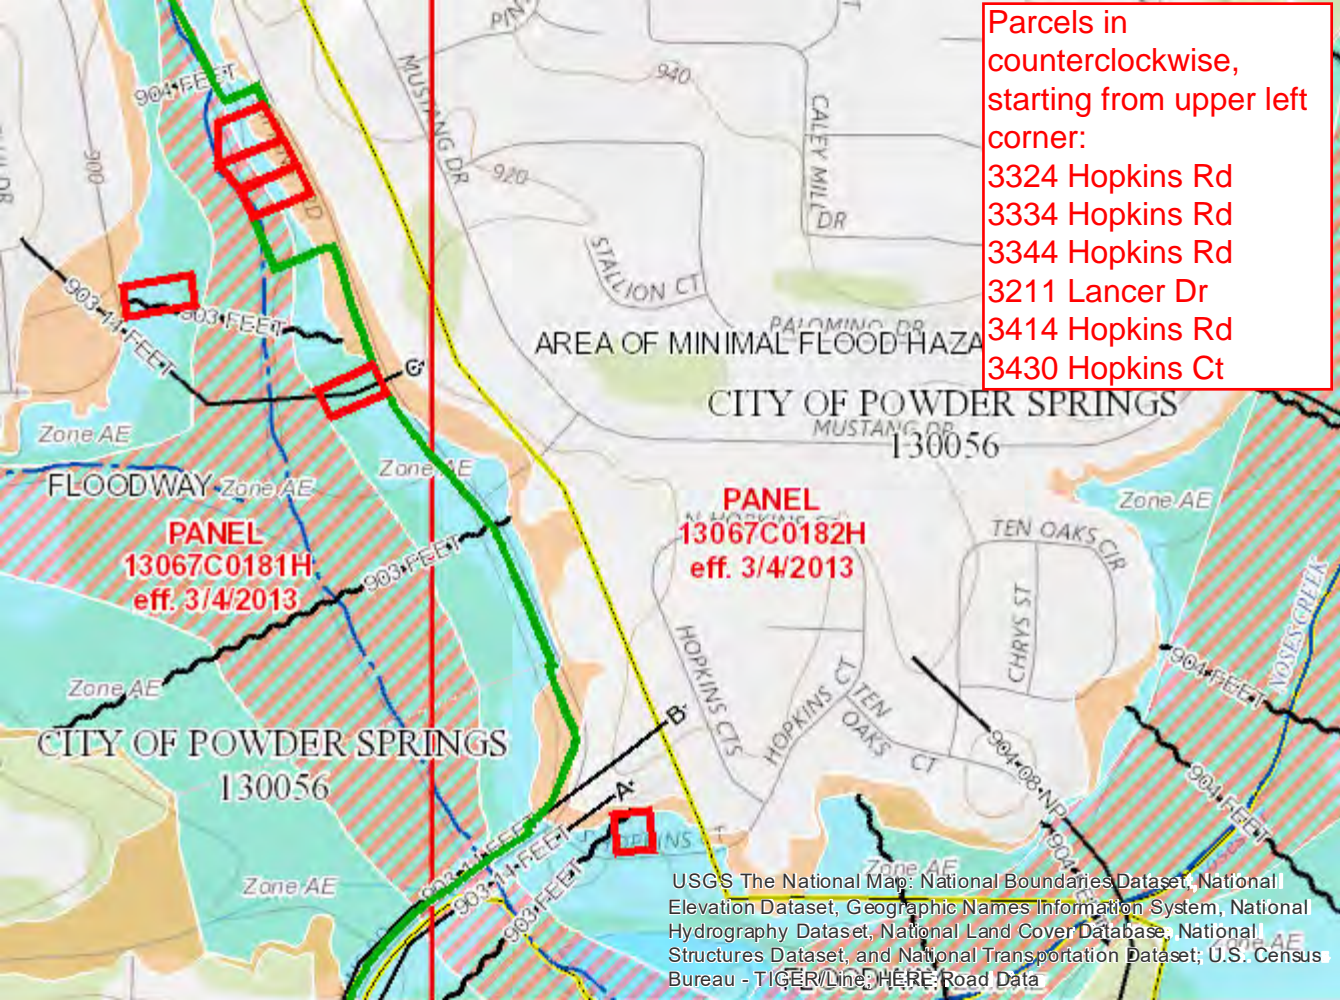 Parcels in
counterclockwise,
starting from upper left
corner:
3324 Hopkins Rd
3334 Hopkins Rd
3344 Hopkins Rd
3211 Lancer Dr
3414 Hopkins Rd
3430 Hopkins Ct
904 FEET
MUSTANG DR
940
CALEY MILL
DR
900
920
STALLION CT
PALOMINO DR
903.11 FEET
903 FEET
AREA OF MINIMAL FLOOD HAZA
CITY OF POWDER SPRINGS
130056
MUSTANG DR
Zone AE
Zone AE
FLOODWAY
Zone AE
Zone AE
PANEL
13067C0181H
eff. 3/4/2013
PANEL
13067C0182H
eff. 3/4/2013
TEN OAKS CIR
903 FEET
CHRYS ST
NOSES CREEK
HOPKINS CTS
HOPKINS CT
TEN
OAKS
CT
904 FEET
904 FEET
Zone AE
CITY OF POWDER SPRINGS
130056
B
A
903.14 FEET
903 FEET
Zone AE
Zone AE
USGS The National Map: National Boundaries Dataset, National
Elevation Dataset, Geographic Names Information System, National
Hydrography Dataset, National Land Cover Database, National
Structures Dataset, and National Transportation Dataset; U.S. Census
Bureau - TIGER/Line; HERE Road Data
Zone AE